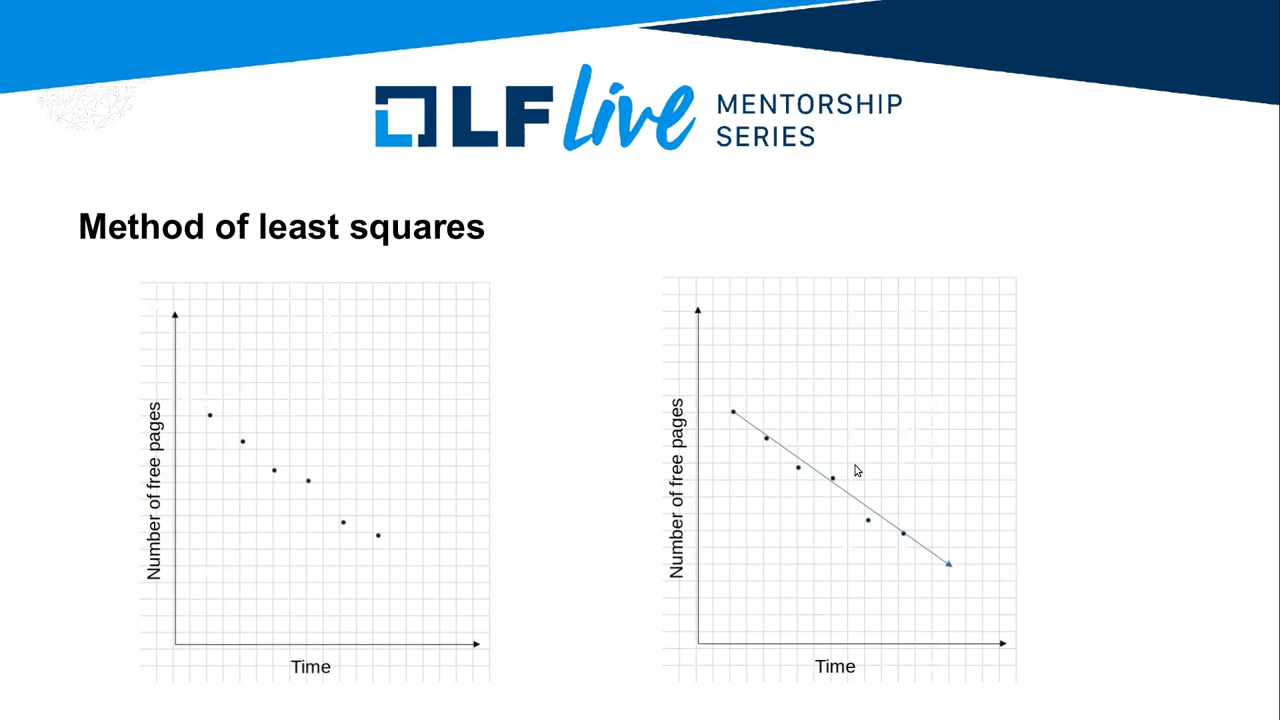 LF Live MENTORSHIP
SERIES
Method of least squares
Number of free pages
Time
Number of free pages
Time